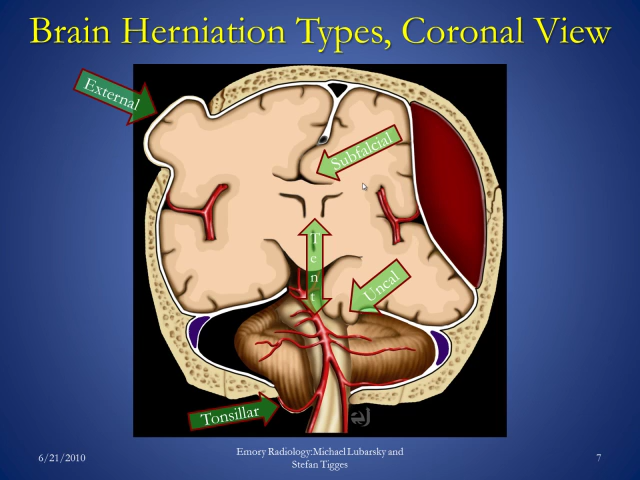 Brain Herniation Types, Coronal View
External
Subfalcial
Tent
Uncal
Tonsillar
6/21/2010
Emory Radiology:Michael Lubarsky and
Stefan Tigges
7